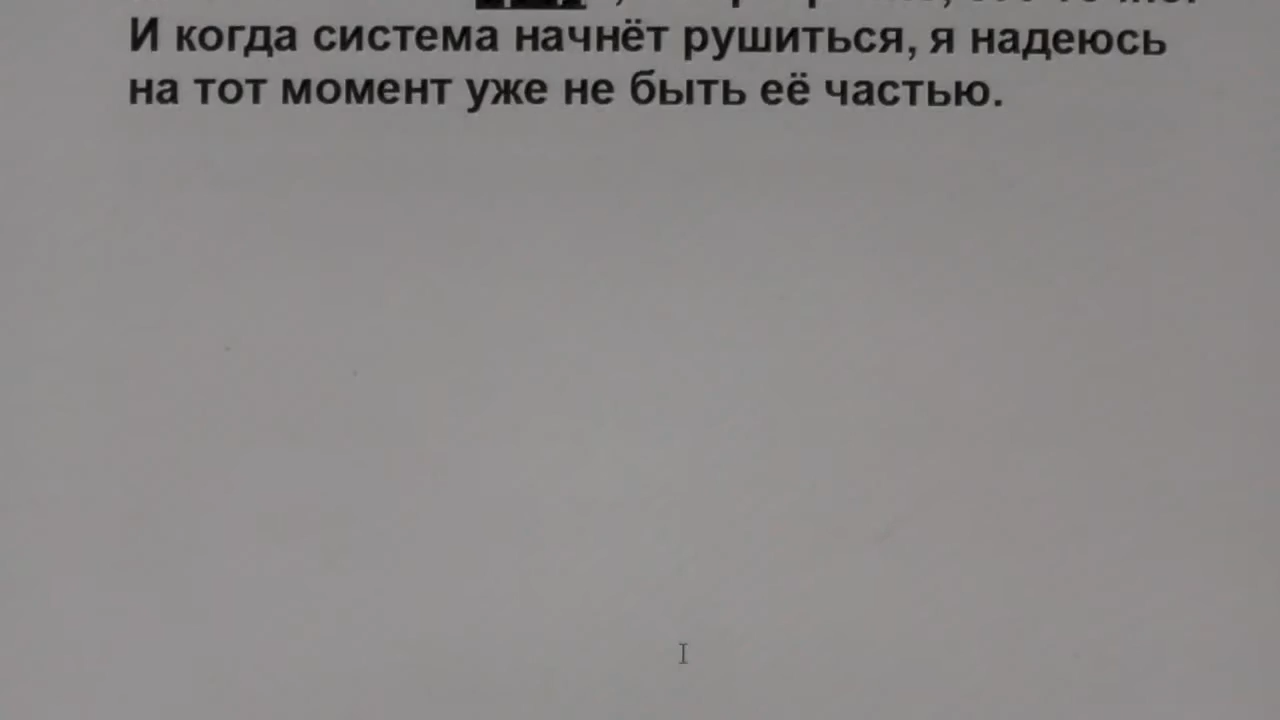 И когда система начнёт рушиться, я надеюсь
на тот момент уже не быть её частью.